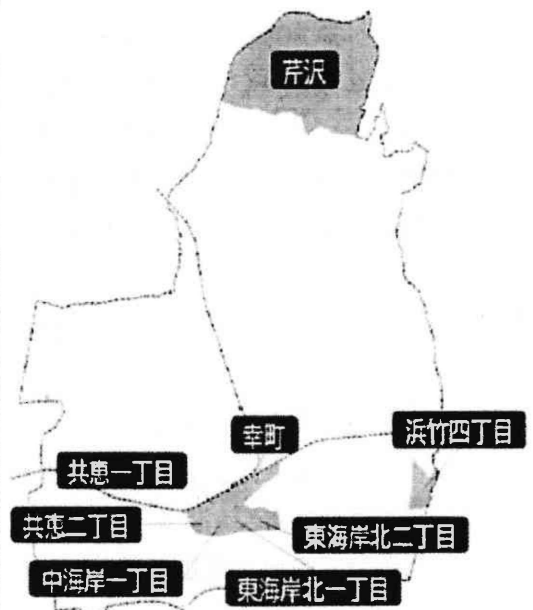 芹沢
幸町
浜竹四丁目
共恵一丁目
共恵二丁目
東海岸北二丁目
中海岸一丁目
東海岸北一丁目